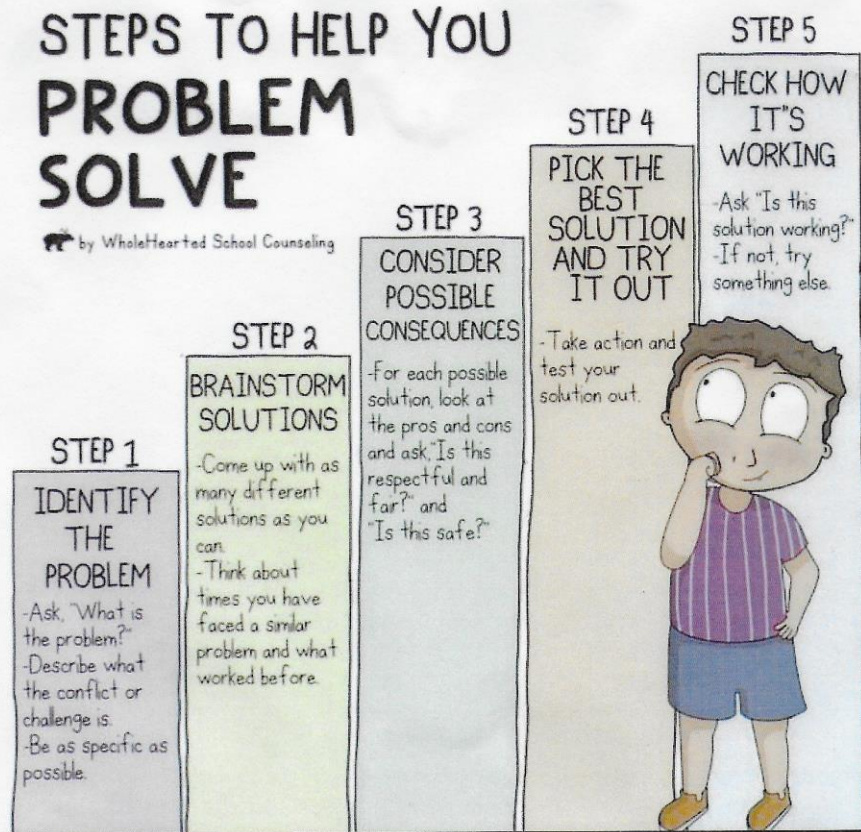 STEPS TO HELP YOU
PROBLEM
SOLVE
by WholeHearted School Counseling
STEP 1
IDENTIFY
THE
PROBLEM
-Ask, "What is
the problem?"
-Describe what
the conflict or
challenge is.
-Be as specific as
possible.
STEP 2
BRAINSTORM
SOLUTIONS
-Come up with as
many different
solutions as you
can.
-Think about
times you have
faced a similar
problem and what
worked before.
STEP 3
CONSIDER
POSSIBLE
CONSEQUENCES
-For each possible
solution, look at
the pros and cons
and ask,"Is this
respectful and
fair?" and
"Is this safe?"
STEP 4
PICK THE
BEST
SOLUTION
AND TRY
IT OUT
-Take action and
test your
solution out.
STEP 5
CHECK HOW
IT"S
WORKING
-Ask "Is this
solution working?"
-If not, try
something else.